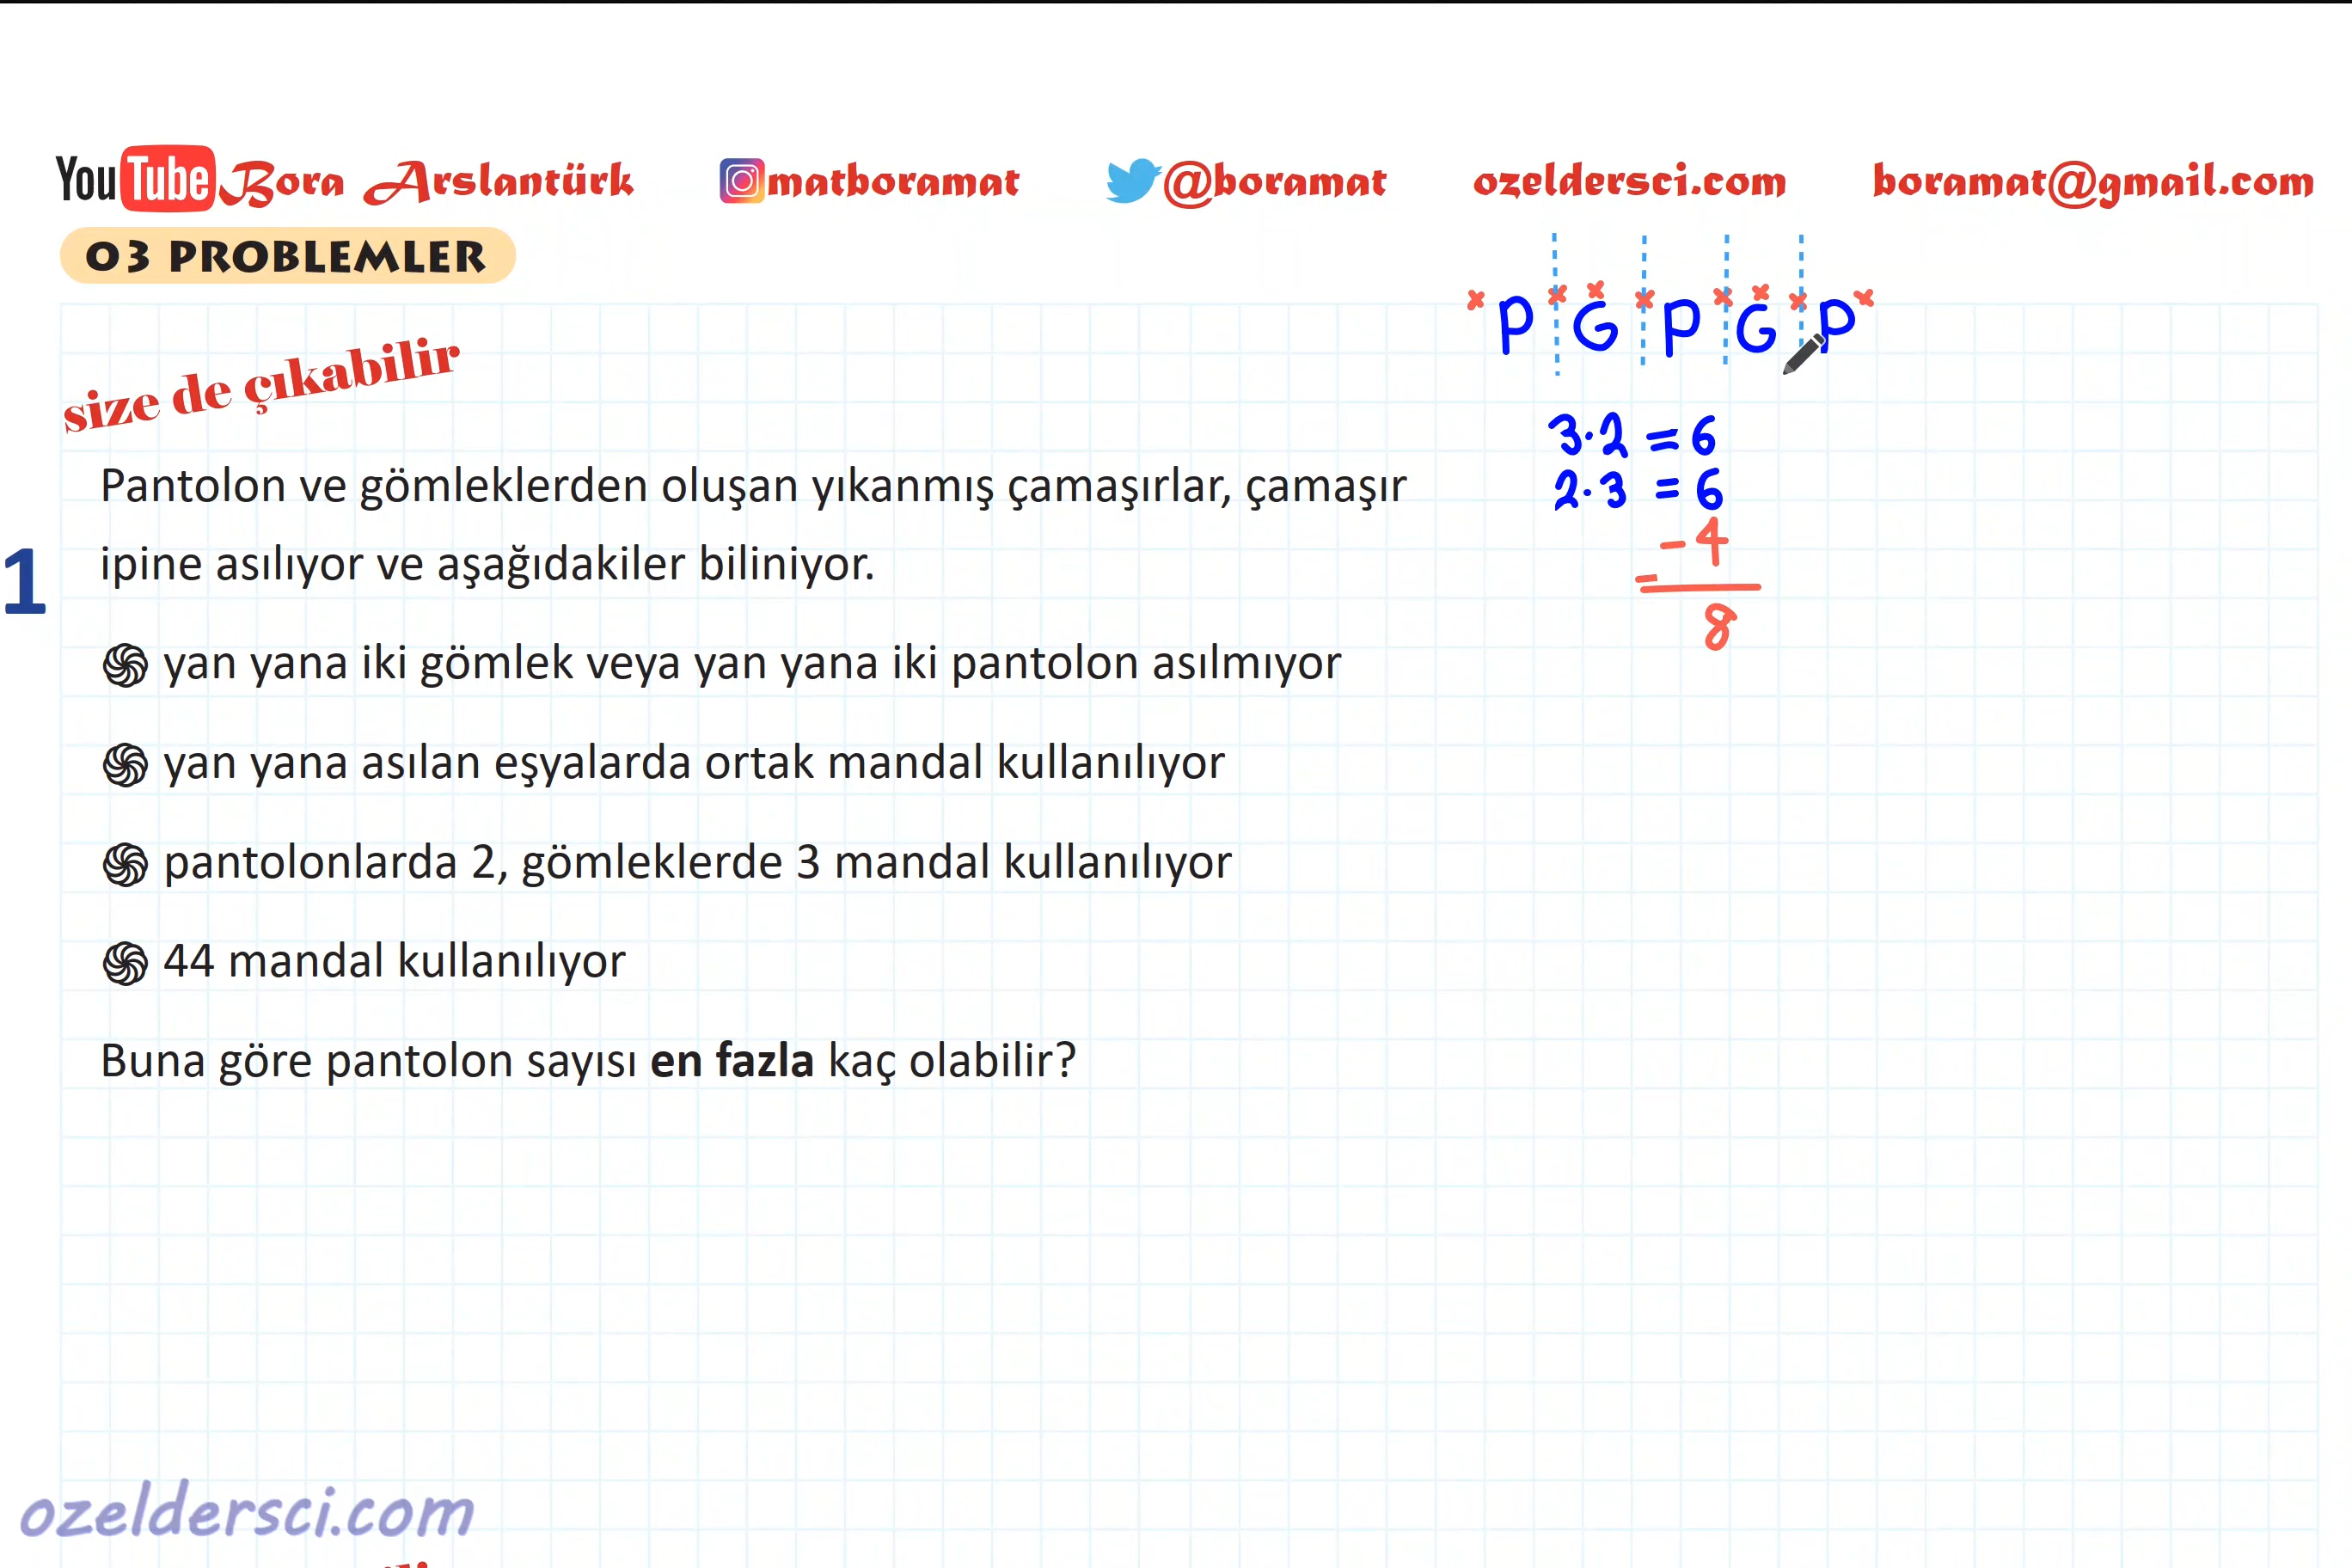 YouTube Bora Arslantürk matboramat @boramat ozeldersci.com boramat@gmail.com
03 PROBLEMLER
P G P G P
size de çıkabilir
3·2 = 6
2·3 = 6
- 4
= 8
1
Pantolon ve gömleklerden oluşan yıkanmış çamaşırlar, çamaşır
ipine asılıyor ve aşağıdakiler biliniyor.
yan yana iki gömlek veya yan yana iki pantolon asılmıyor
yan yana asılan eşyalarda ortak mandal kullanılıyor
pantolonlarda 2, gömleklerde 3 mandal kullanılıyor
44 mandal kullanılıyor
Buna göre pantolon sayısı en fazla kaç olabilir?
ozeldersci.com